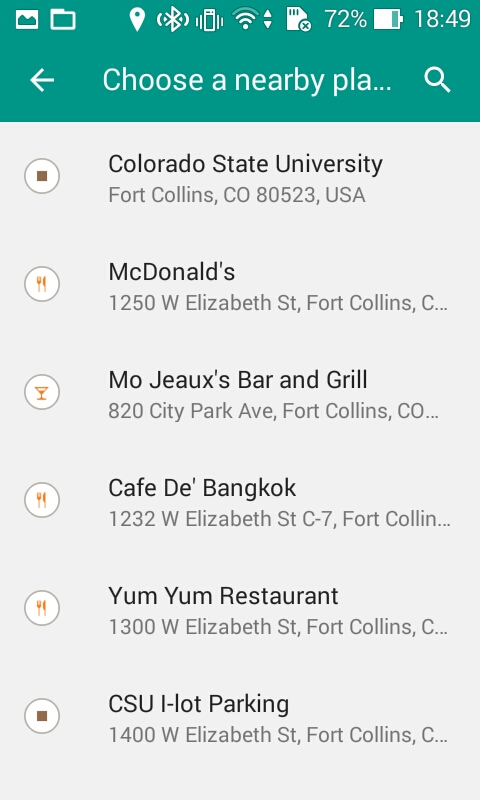 72% 18:49
Choose a nearby pla...
Colorado State University
Fort Collins, CO 80523, USA
McDonald's
1250 W Elizabeth St, Fort Collins, C...
Mo Jeaux's Bar and Grill
820 City Park Ave, Fort Collins, CO...
Cafe De' Bangkok
1232 W Elizabeth St C-7, Fort Collin...
Yum Yum Restaurant
1300 W Elizabeth St, Fort Collins, C...
CSU I-lot Parking
1400 W Elizabeth St, Fort Collins, C...